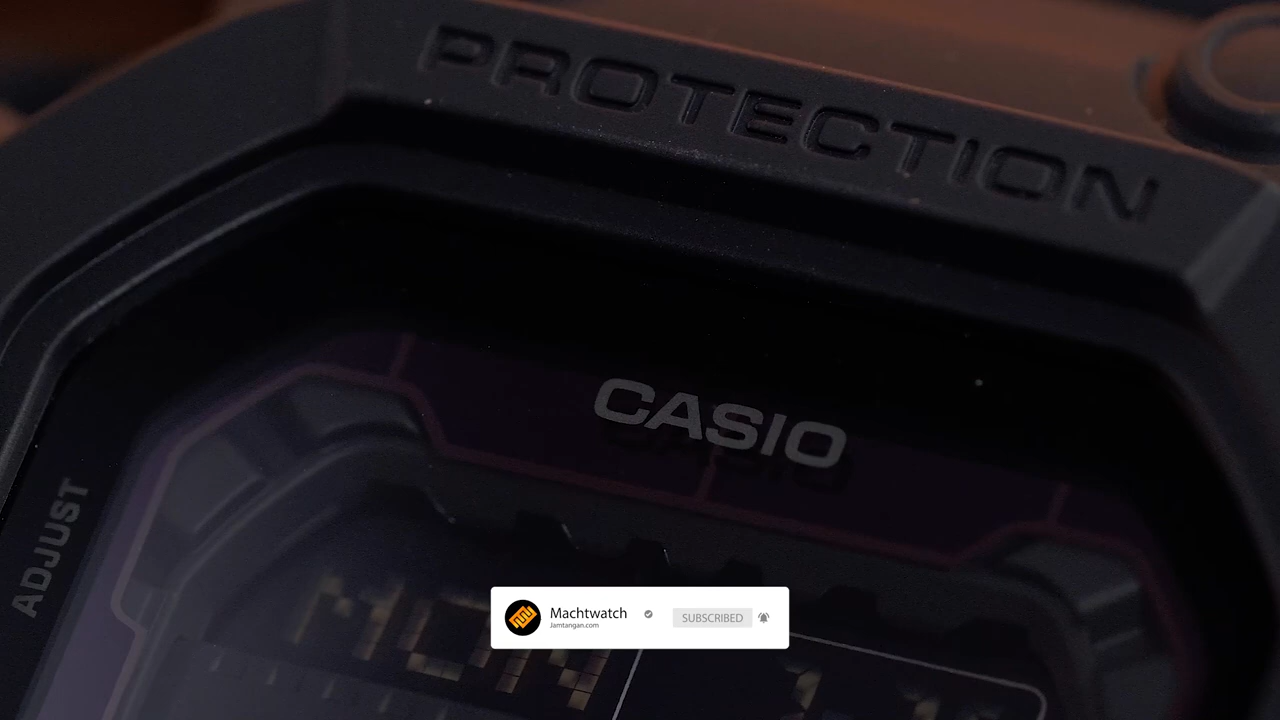 PROTECTION
CASIO
ADJUST
Machtwatch
Jamtangan.com
SUBSCRIBED